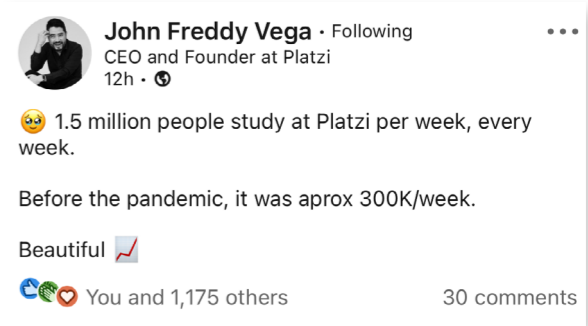 John Freddy Vega · Following
CEO and Founder at Platzi
12h ·
🥹 1.5 million people study at Platzi per week, every
week.
Before the pandemic, it was aprox 300K/week.
Beautiful 📈
You and 1,175 others
30 comments